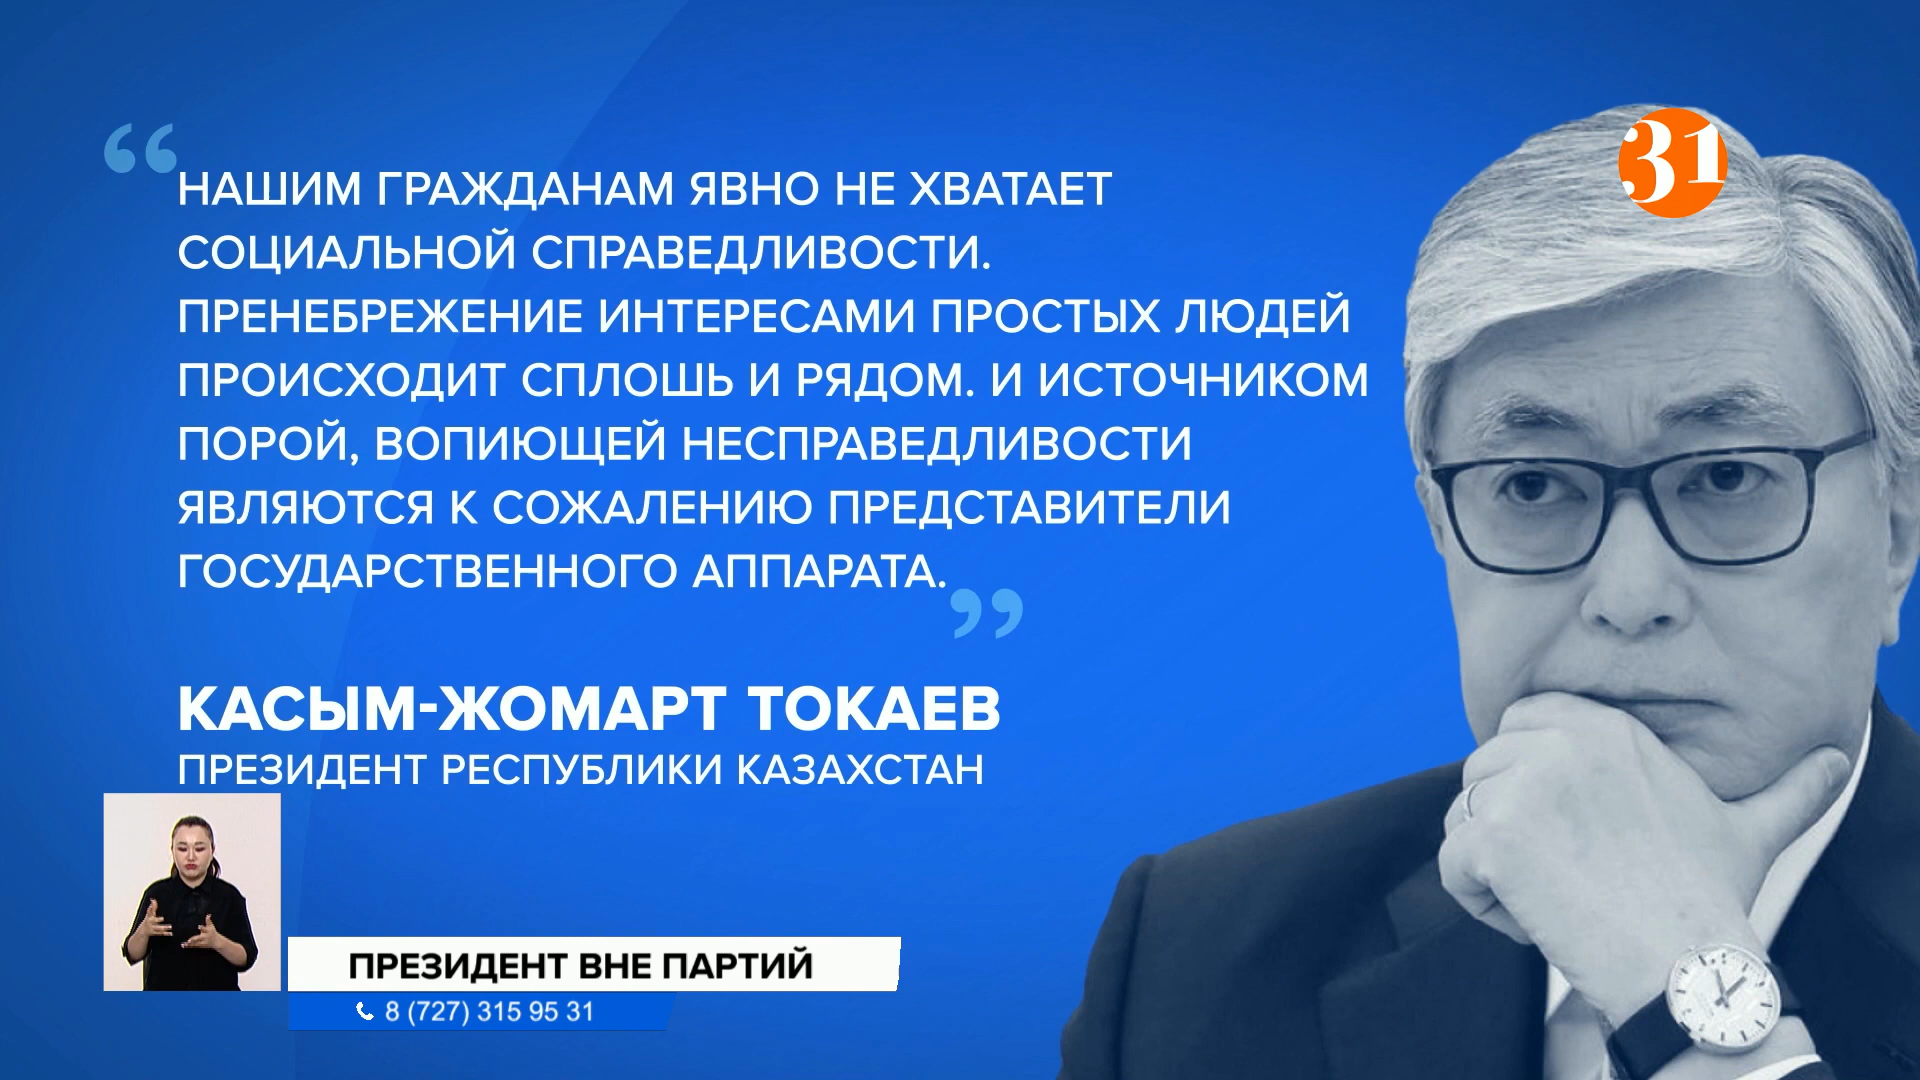 31
“НАШИМ ГРАЖДАНАМ ЯВНО НЕ ХВАТАЕТ
СОЦИАЛЬНОЙ СПРАВЕДЛИВОСТИ.
ПРЕНЕБРЕЖЕНИЕ ИНТЕРЕСАМИ ПРОСТЫХ ЛЮДЕЙ
ПРОИСХОДИТ СПЛОШЬ И РЯДОМ. И ИСТОЧНИКОМ
ПОРОЙ, ВОПИЮЩЕЙ НЕСПРАВЕДЛИВОСТИ
ЯВЛЯЮТСЯ К СОЖАЛЕНИЮ ПРЕДСТАВИТЕЛИ
ГОСУДАРСТВЕННОГО АППАРАТА.”
КАСЫМ-ЖОМАРТ ТОКАЕВ
ПРЕЗИДЕНТ РЕСПУБЛИКИ КАЗАХСТАН
ПРЕЗИДЕНТ ВНЕ ПАРТИЙ
8 (727) 315 95 31